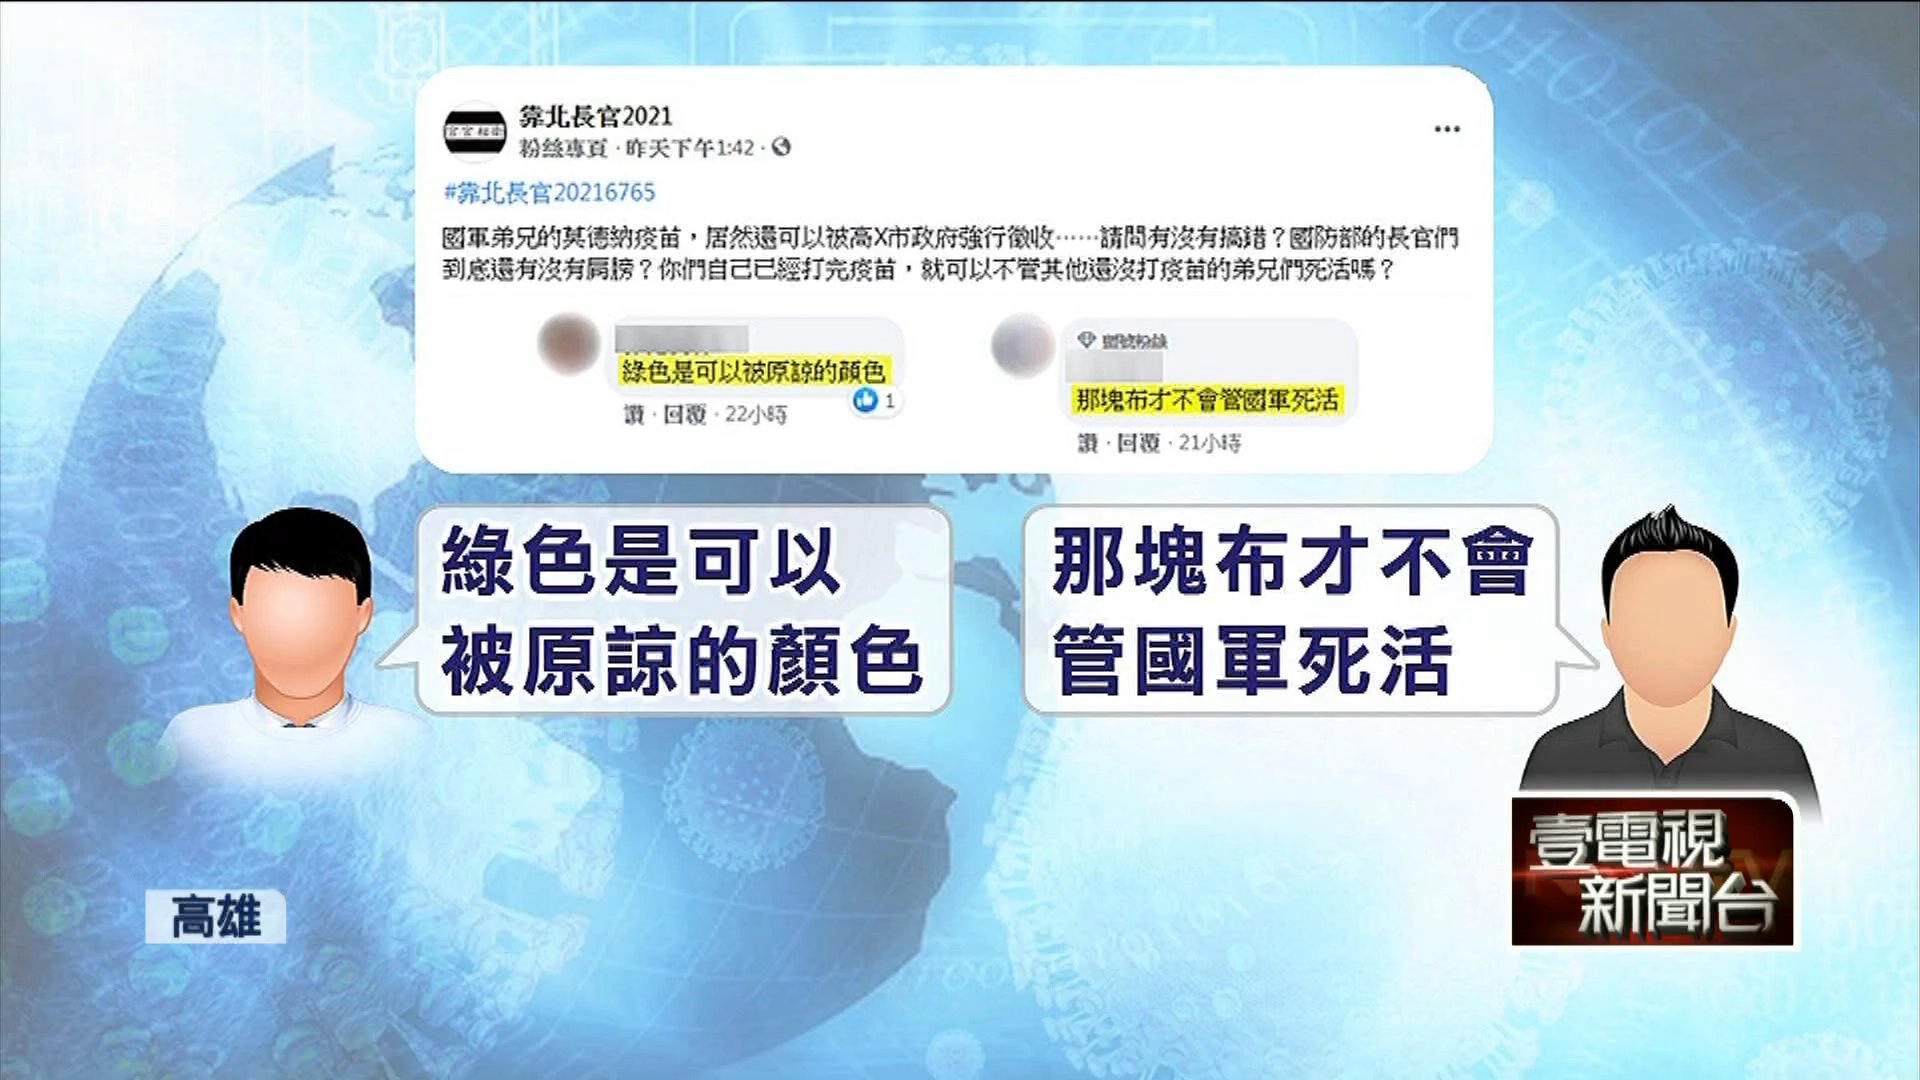 靠北長官2021
粉絲專頁·昨天下午1:42·
#靠北長官20216765
國軍弟兄的莫德納疫苗，居然還可以被高X市政府強行徵收……請問有沒有搞錯？國防部的長官們
到底還有沒有肩膀？你們自己已經打完疫苗，就可以不管其他還沒打疫苗的弟兄們死活嗎？
綠色是可以被原諒的顏色
讚·回覆·22小時
1
頭號粉絲
那塊布才不會管國軍死活
讚·回覆·21小時
綠色是可以
被原諒的顏色
那塊布才不會
管國軍死活
高雄
壹電視
新聞台